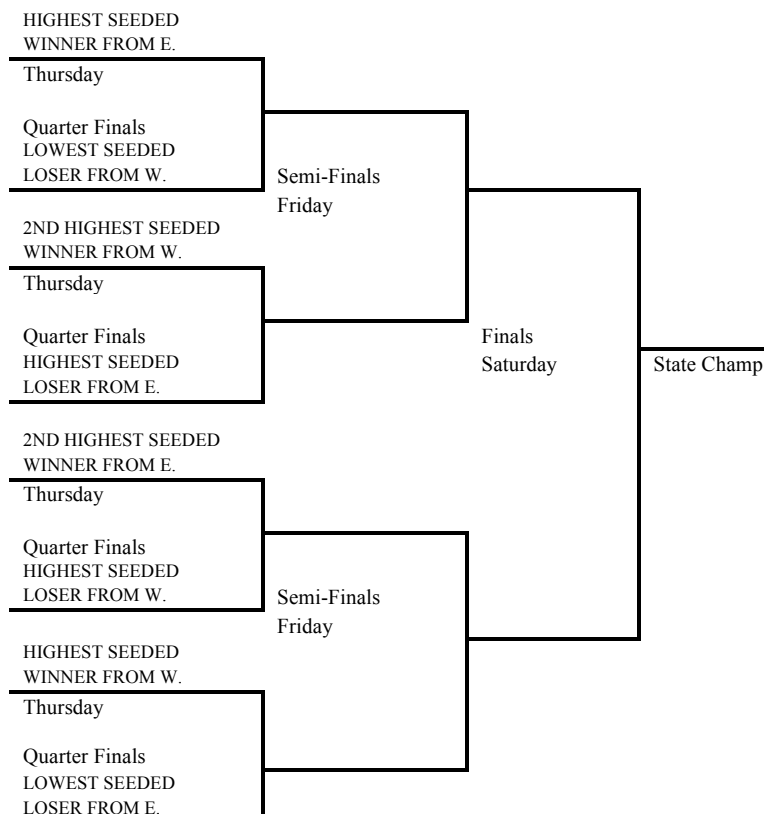 HIGHEST SEEDED
WINNER FROM E.
Thursday
Quarter Finals
LOWEST SEEDED
LOSER FROM W.
Semi-Finals
Friday
2ND HIGHEST SEEDED
WINNER FROM W.
Thursday
Quarter Finals
HIGHEST SEEDED
LOSER FROM E.
Finals
Saturday
State Champ
2ND HIGHEST SEEDED
WINNER FROM E.
Thursday
Quarter Finals
HIGHEST SEEDED
LOSER FROM W.
Semi-Finals
Friday
HIGHEST SEEDED
WINNER FROM W.
Thursday
Quarter Finals
LOWEST SEEDED
LOSER FROM E.